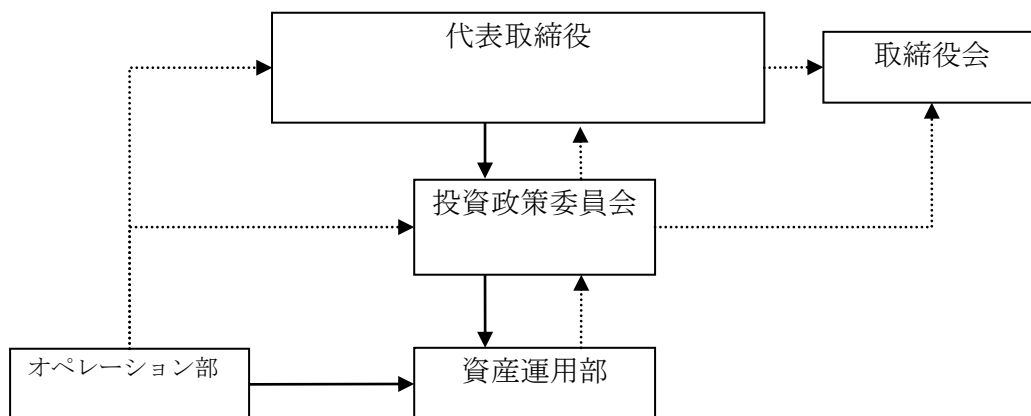 代表取締役
取締役会
投資政策委員会
オペレーション部
資産運用部